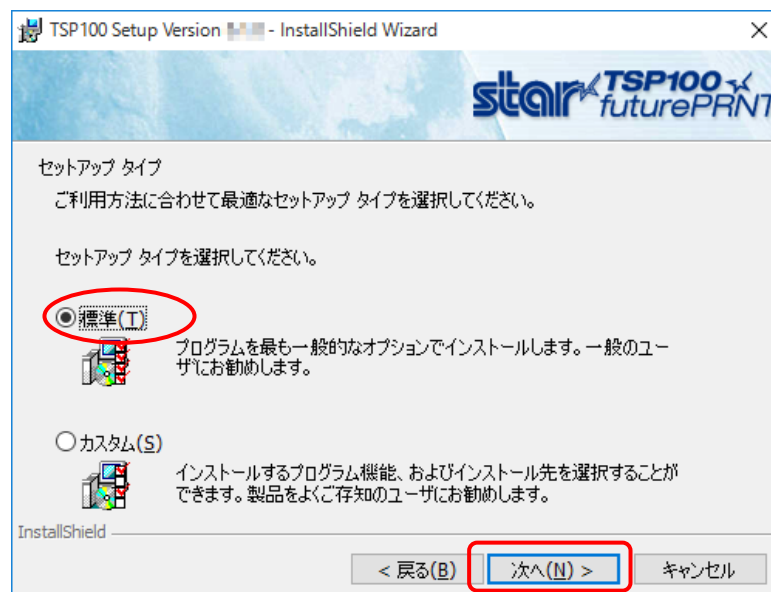 TSP100 Setup Version - InstallShield Wizard
star TSP100
futurePRNT
セットアップ タイプ
ご利用方法に合わせて最適なセットアップ タイプを選択してください。
セットアップ タイプを選択してください。
標準(T)
プログラムを最も一般的なオプションでインストールします。一般のユー
ザにお勧めします。
カスタム(S)
インストールするプログラム機能、およびインストール先を選択することが
できます。製品をよくご存知のユーザにお勧めします。
InstallShield
< 戻る(B)
次へ(N) >
キャンセル